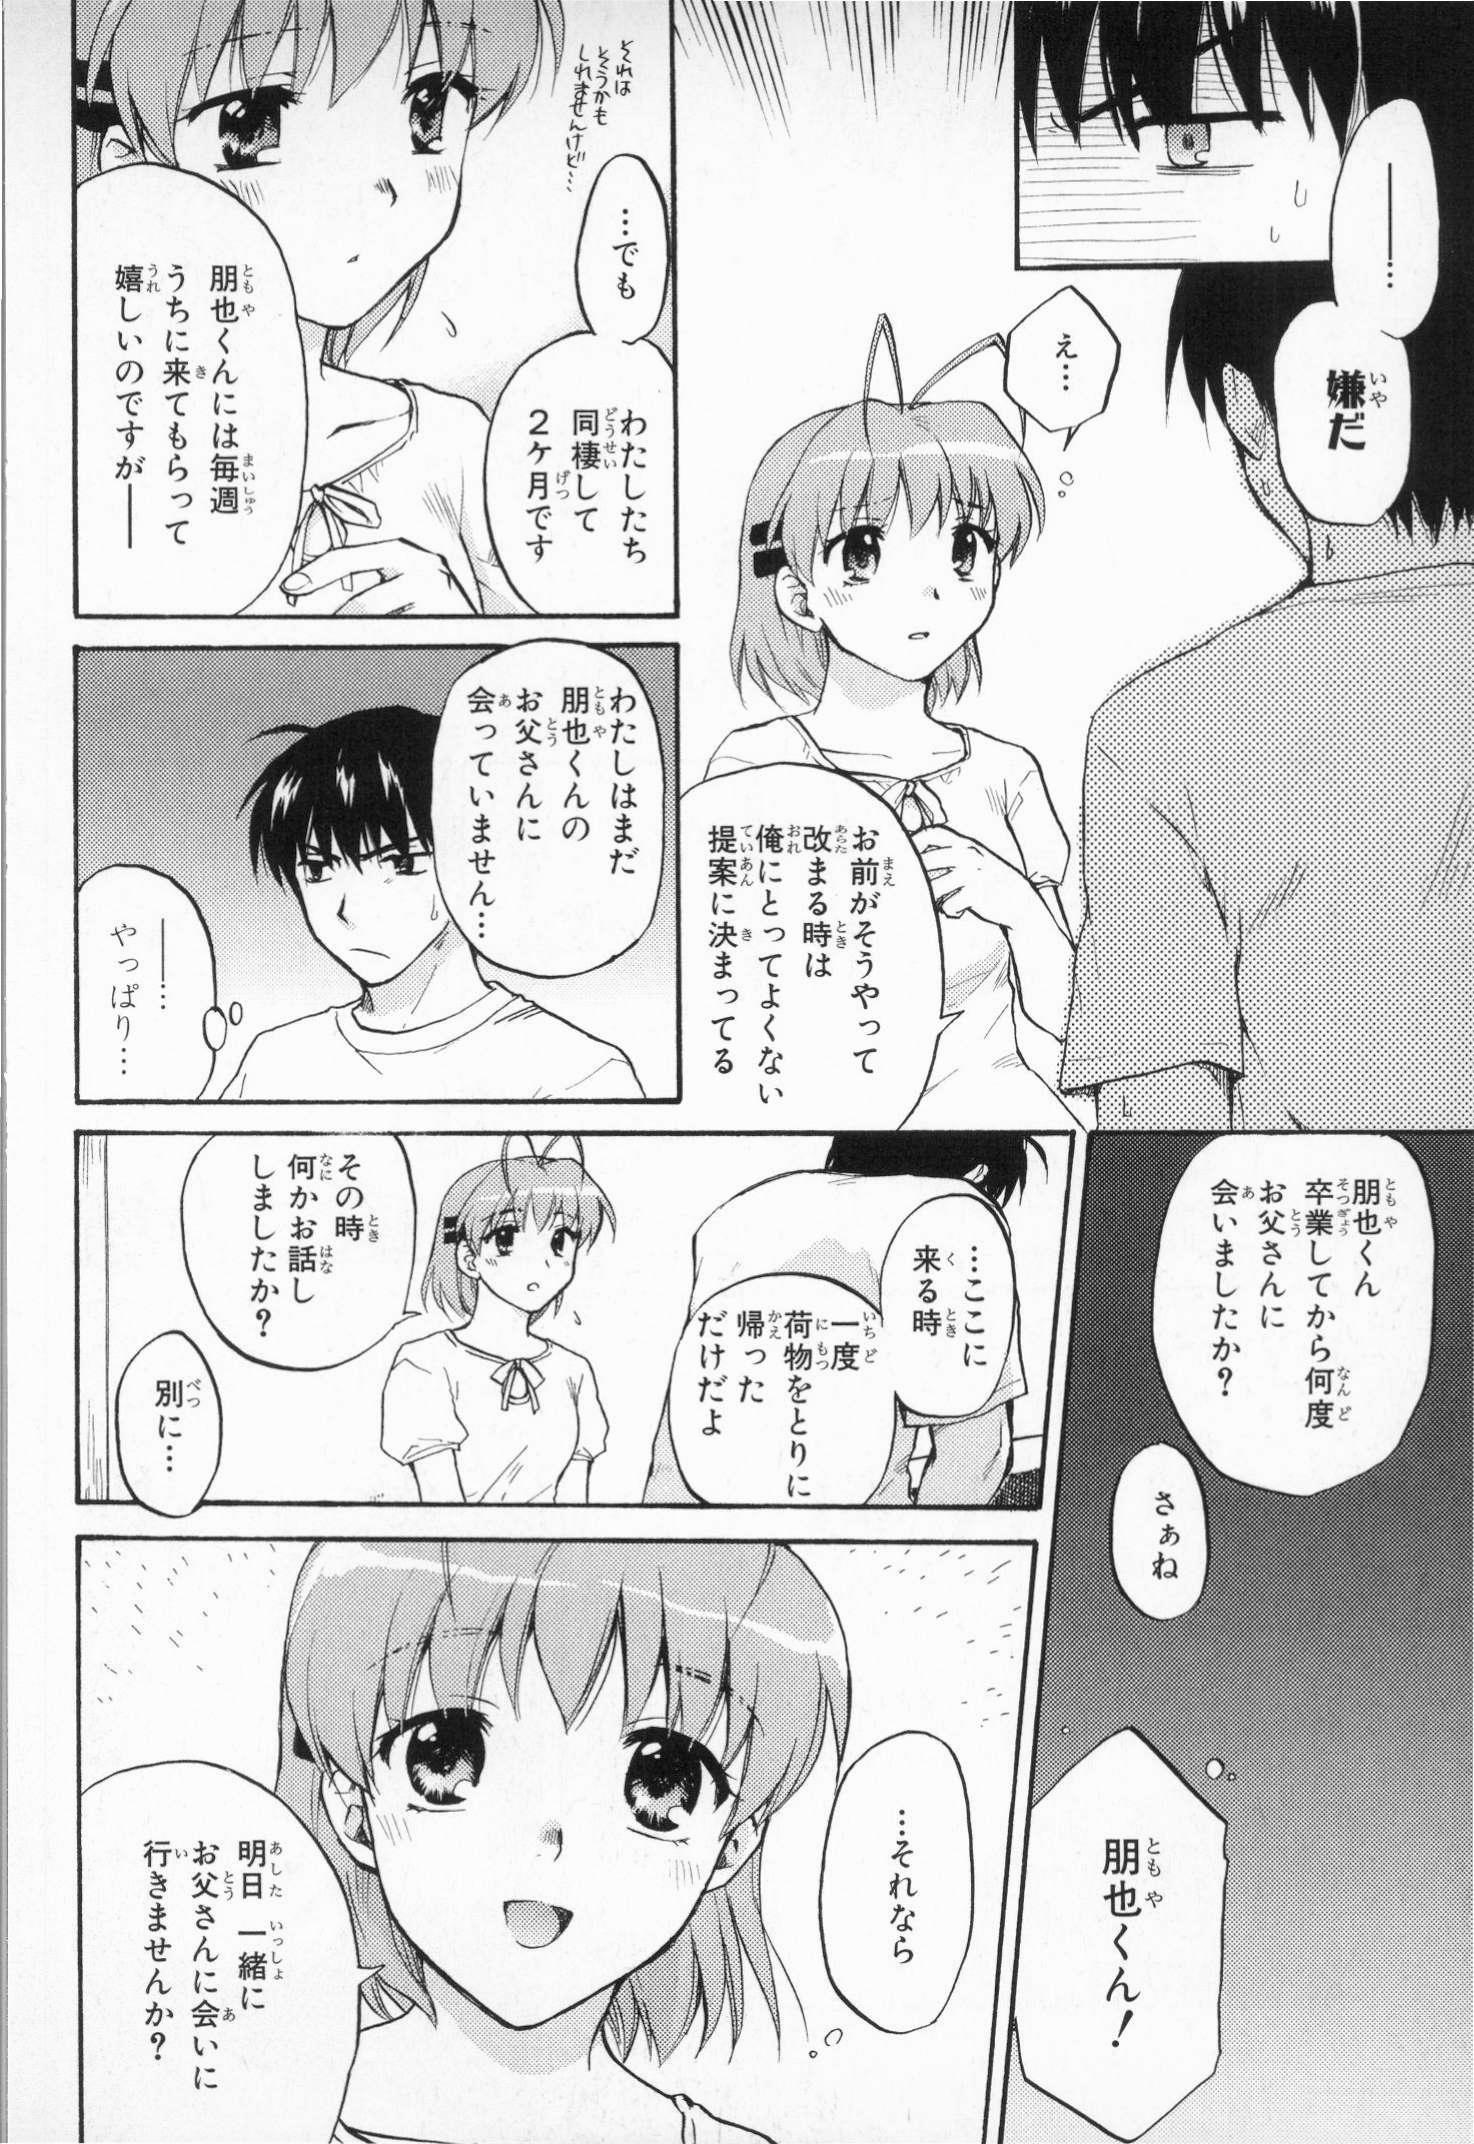 ――…
嫌だ
え…
お前がそうやって
改まる時は
俺にとってよくない
提案に決まってる
それは
そうかも
しれませんけど…
…でも
わたしたち
同棲して
2ヶ月です
朋也くんには毎週
うちに来てもらって
嬉しいのですが――
わたしはまだ
朋也くんの
お父さんに
会っていません…
――…
やっぱり…
朋也くん
卒業してから何度
お父さんに
会いましたか?
さぁね
朋也くん!
…ここに
来る時
一度
荷物をとりに
帰った
だけだよ
その時
何かお話し
しましたか?
別に…
…それなら
明日 一緒に
お父さんに会いに
行きませんか?